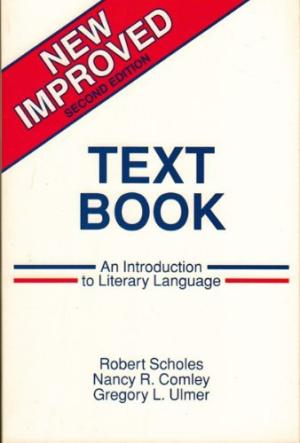 NEW
IMPROVED
SECOND EDITION
TEXT
BOOK
An Introduction
to Literary Language
Robert Scholes
Nancy R. Comley
Gregory L. Ulmer